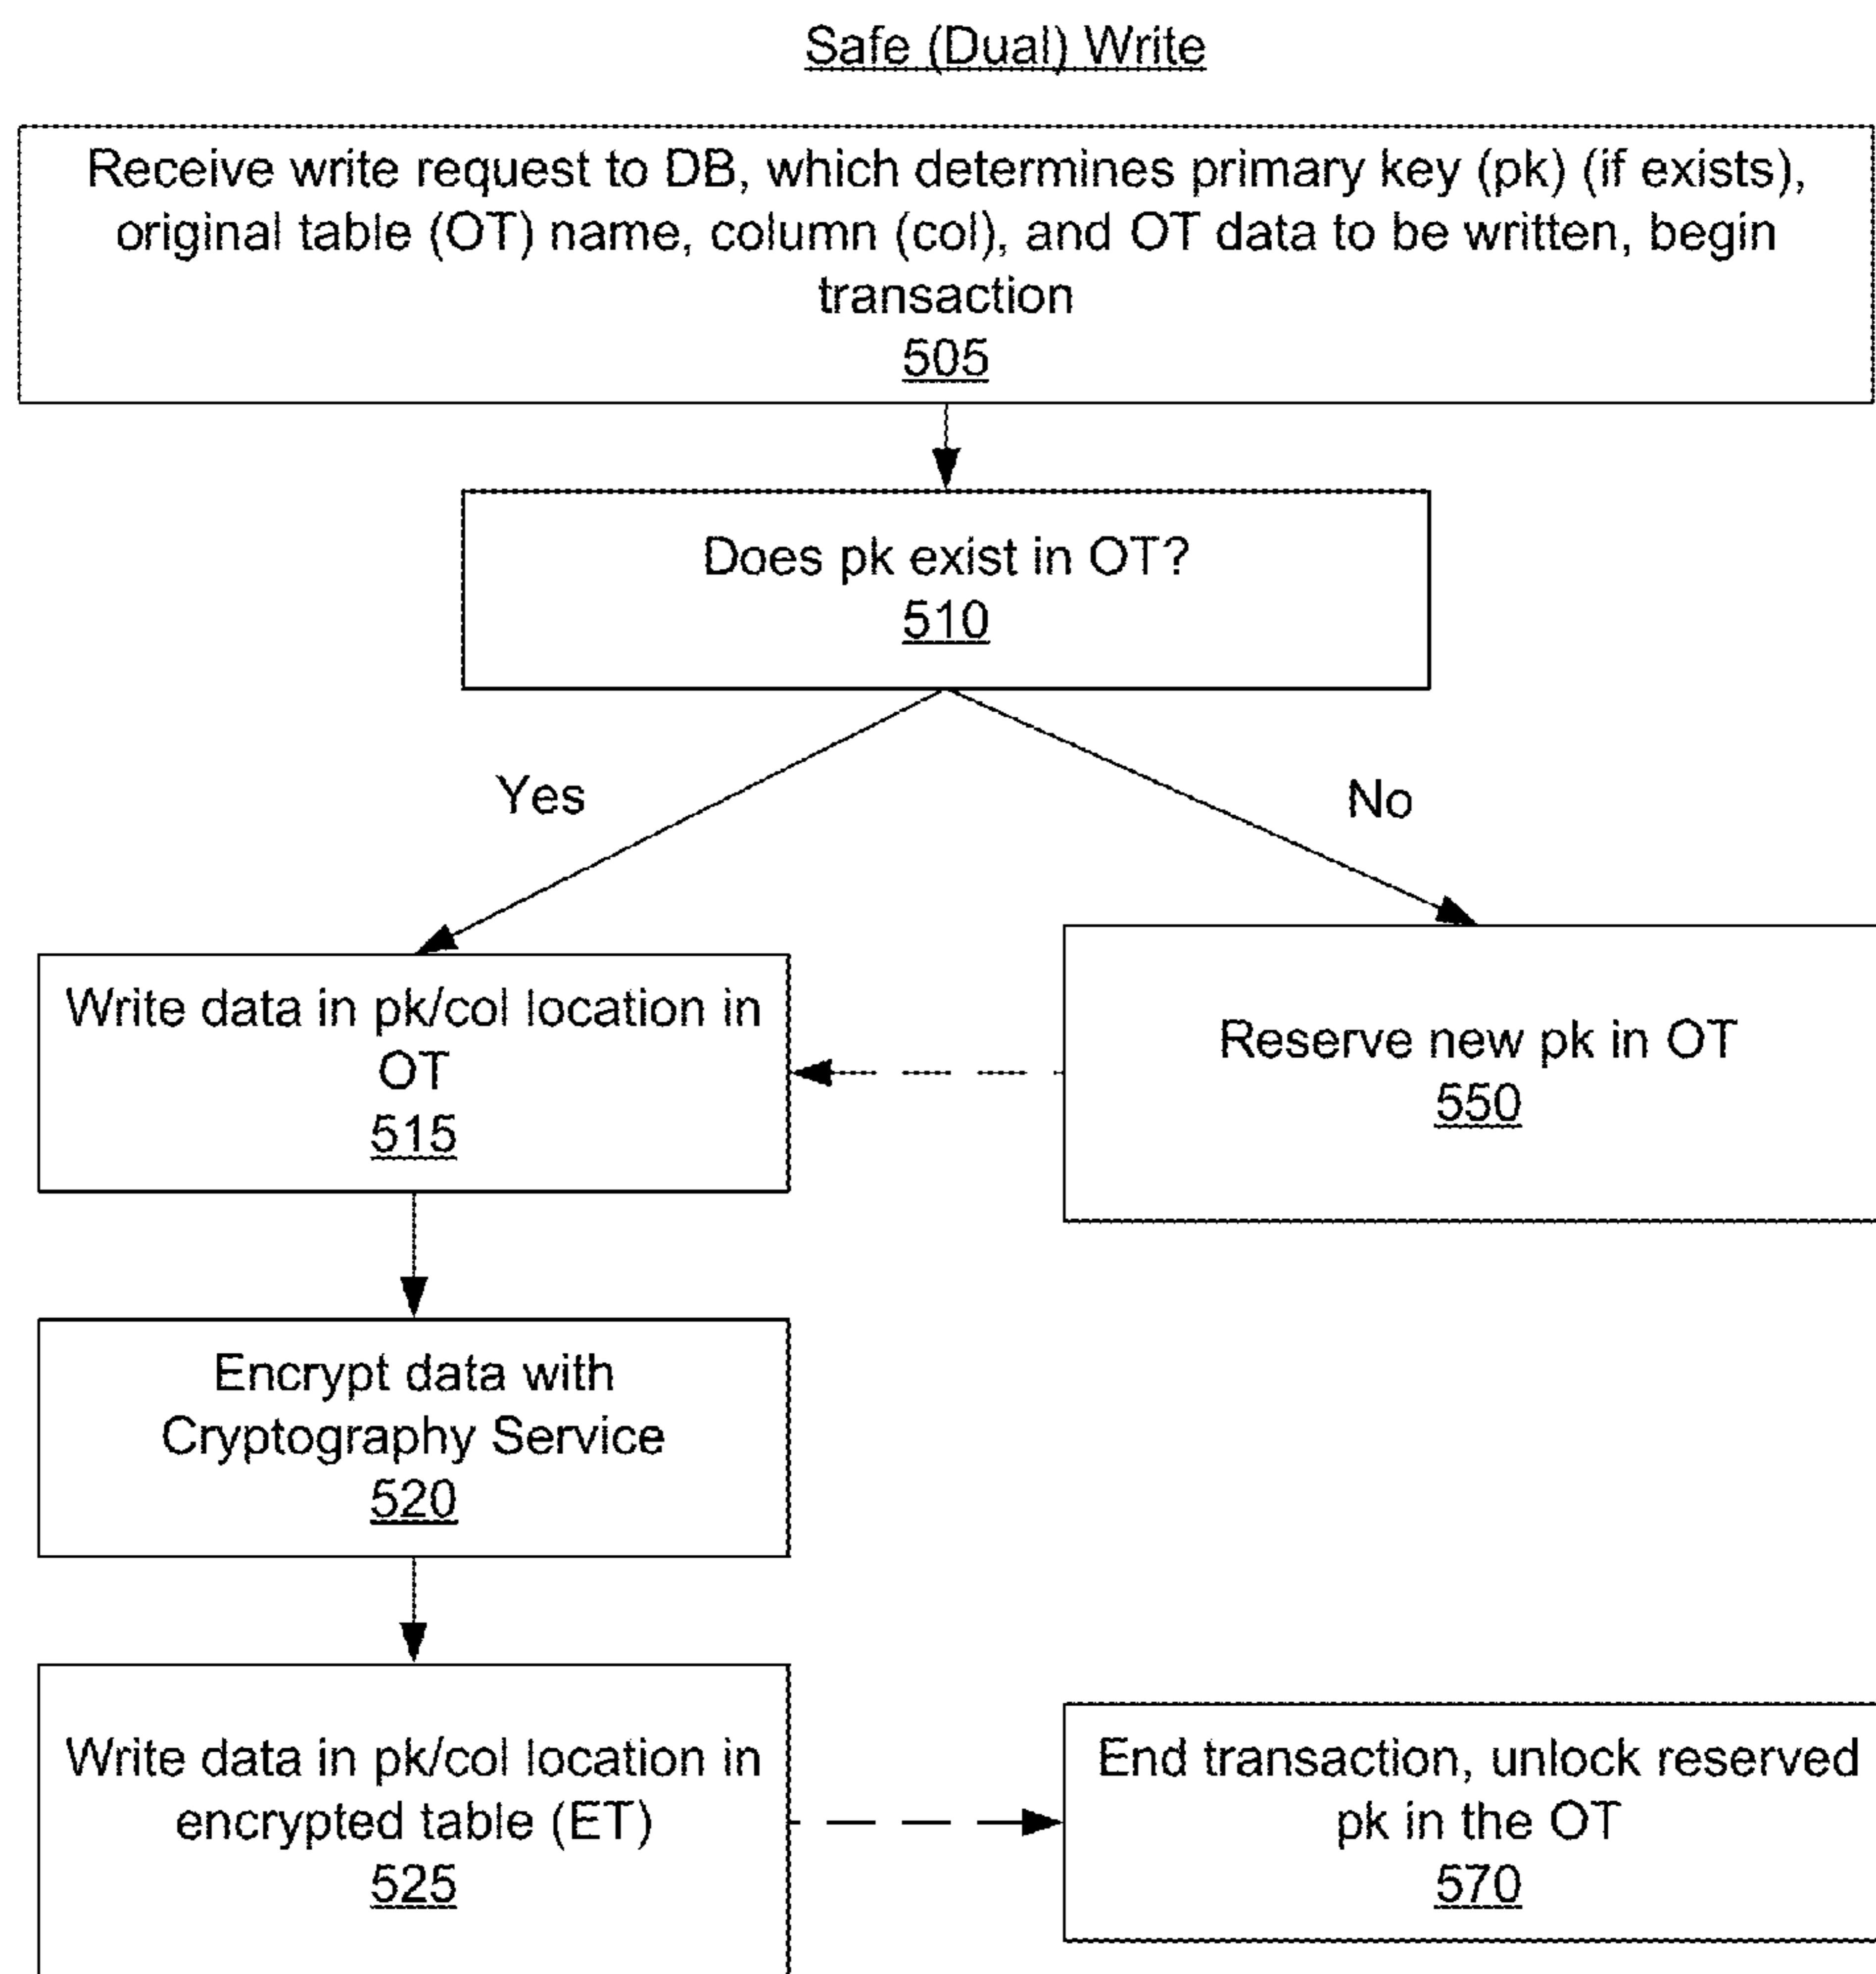 Safe (Dual) Write
Receive write request to DB, which determines primary key (pk) (if exists),
original table (OT) name, column (col), and OT data to be written, begin
transaction
505
Does pk exist in OT?
510
Yes
No
Write data in pk/col location in
OT
515
Reserve new pk in OT
550
Encrypt data with
Cryptography Service
520
Write data in pk/col location in
encrypted table (ET)
525
End transaction, unlock reserved
pk in the OT
570